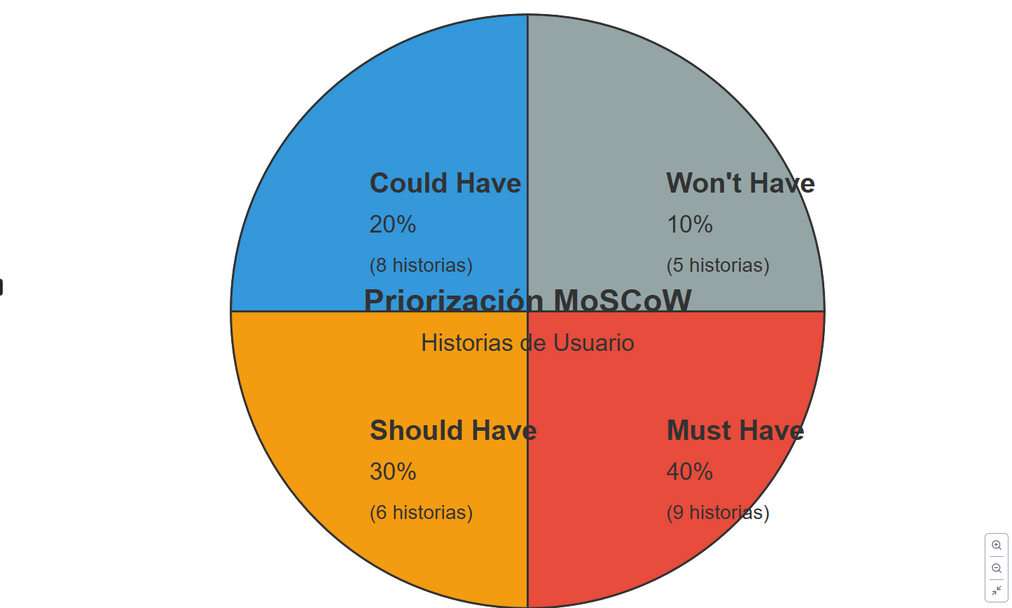 Could Have
20%
(8 historias)
Won't Have
10%
(5 historias)
Priorización MoSCoW
Historias de Usuario
Should Have
30%
(6 historias)
Must Have
40%
(9 historias)